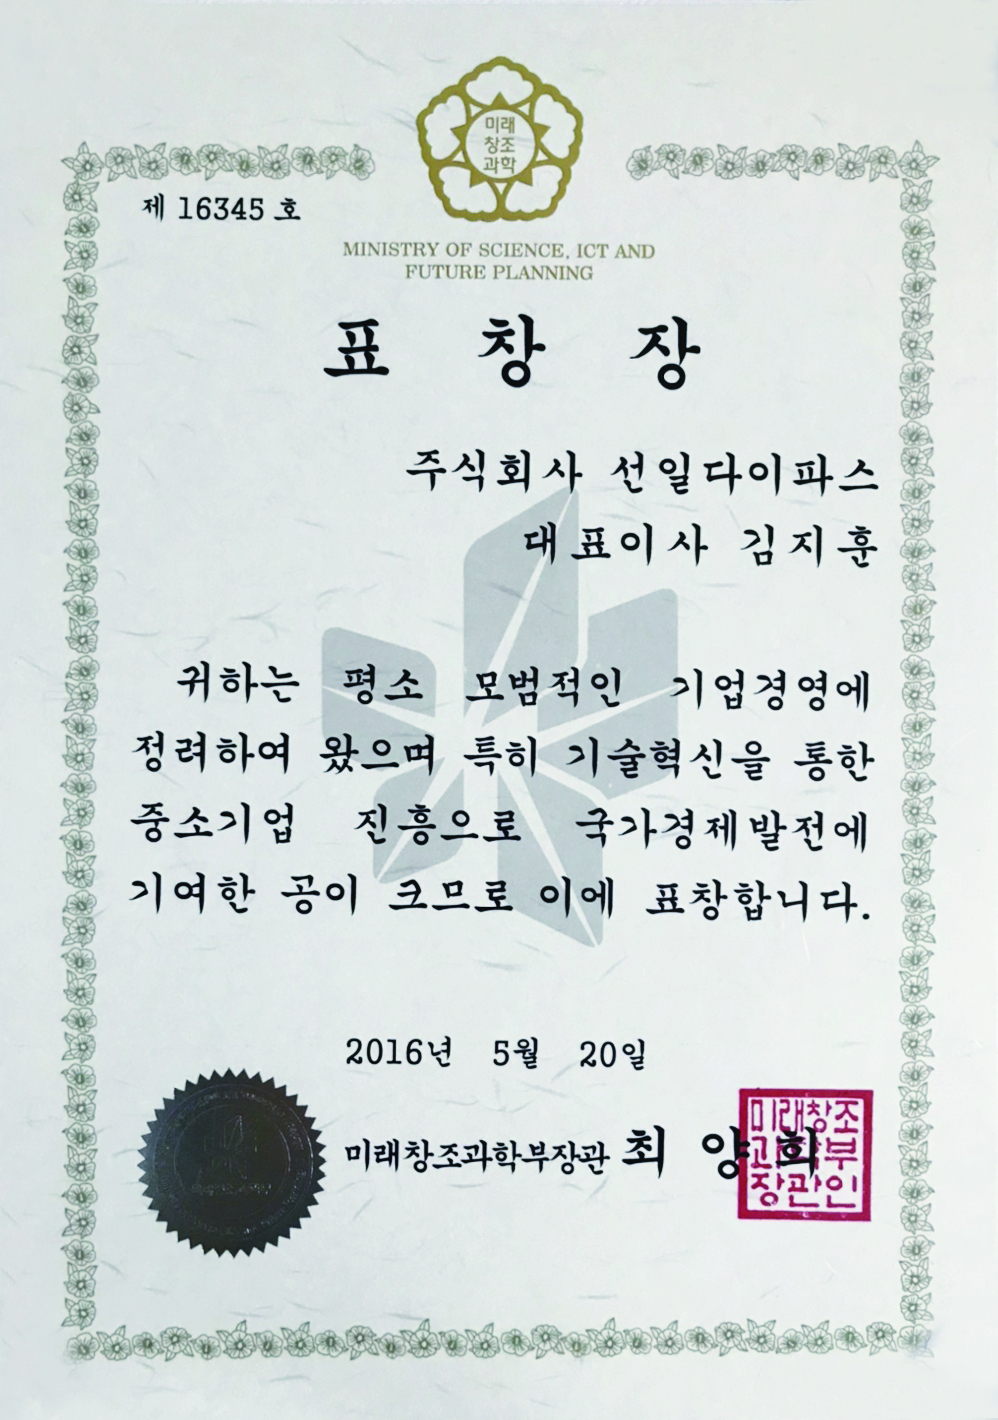 미래
창조
과학
제 16345 호
MINISTRY OF SCIENCE, ICT AND
FUTURE PLANNING
표 창 장
주식회사 선일다이파스
대표이사 김지훈
귀하는 평소 모범적인 기업경영에
정려하여 왔으며 특히 기술혁신을 통한
중소기업 진흥으로 국가경제발전에
기여한 공이 크므로 이에 표창합니다.
2016년 5월 20일
미래창조과학부장관 최 양 희
미래창조
과학부
장관인